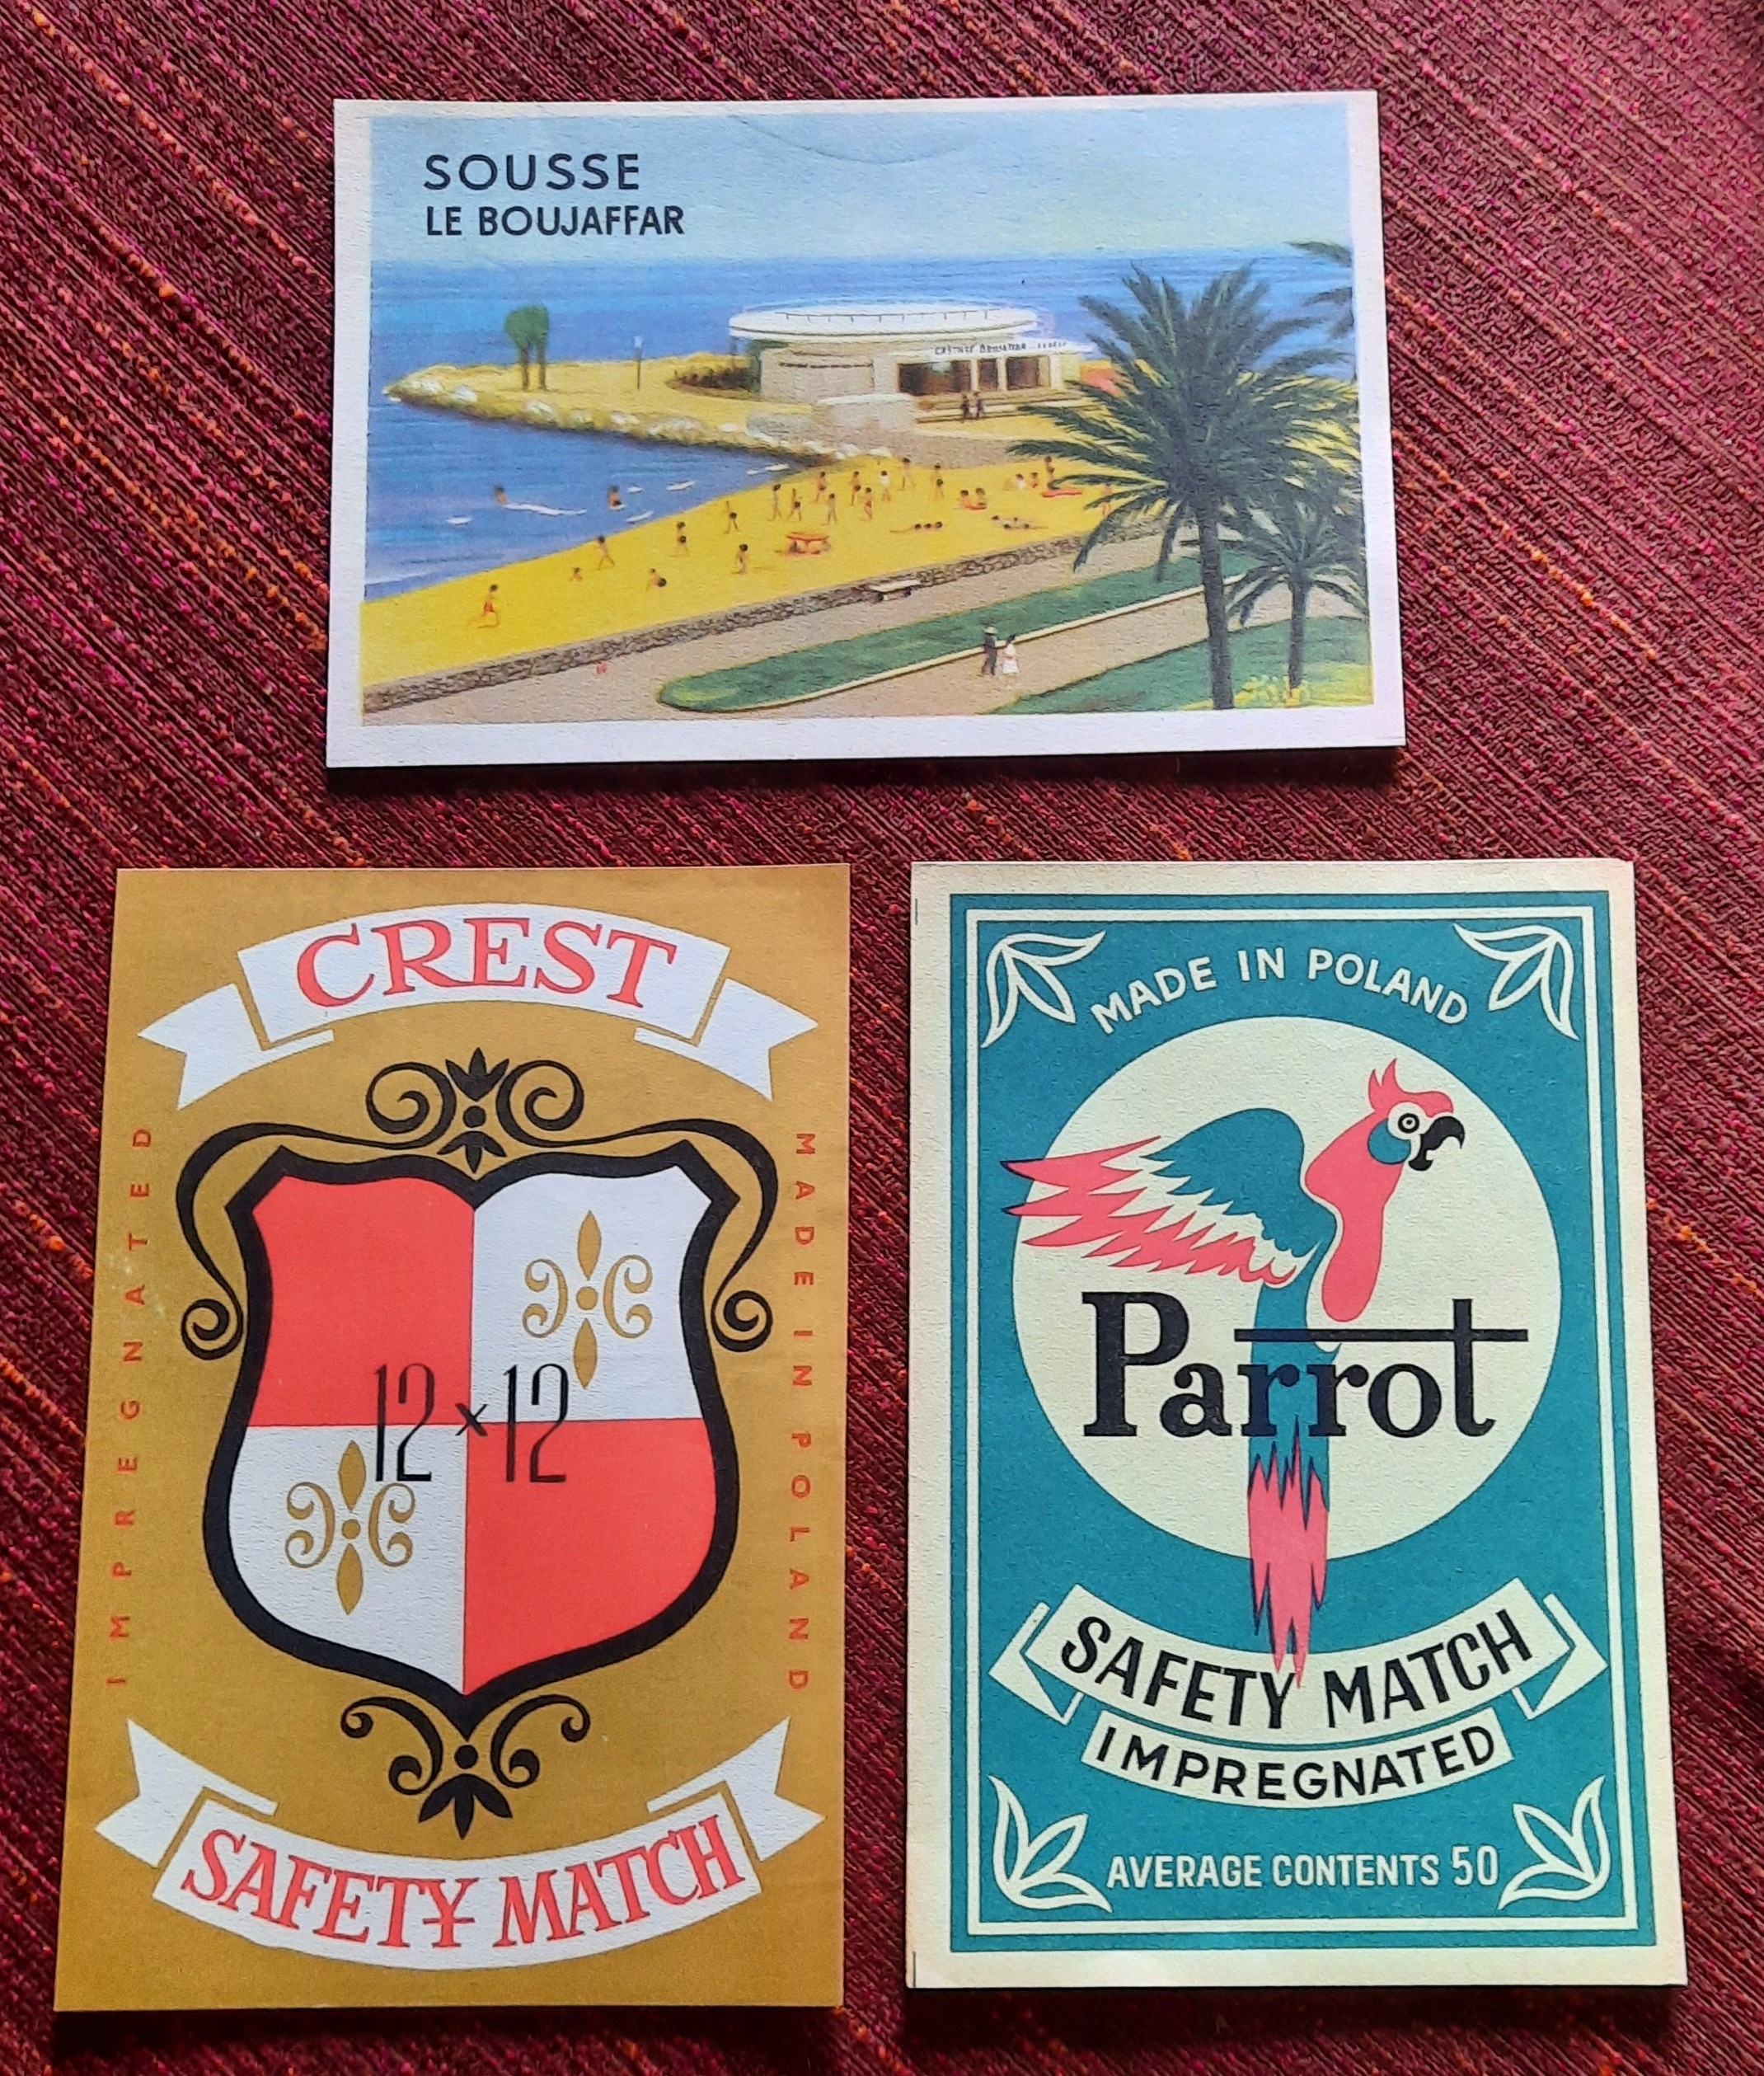 SOUSSE
LE BOUJAFFAR
CREST
IMPREGNATED
MADE IN POLAND
12×12
SAFETY MATCH
MADE IN POLAND
Parrot
SAFETY MATCH
IMPREGNATED
AVERAGE CONTENTS 50